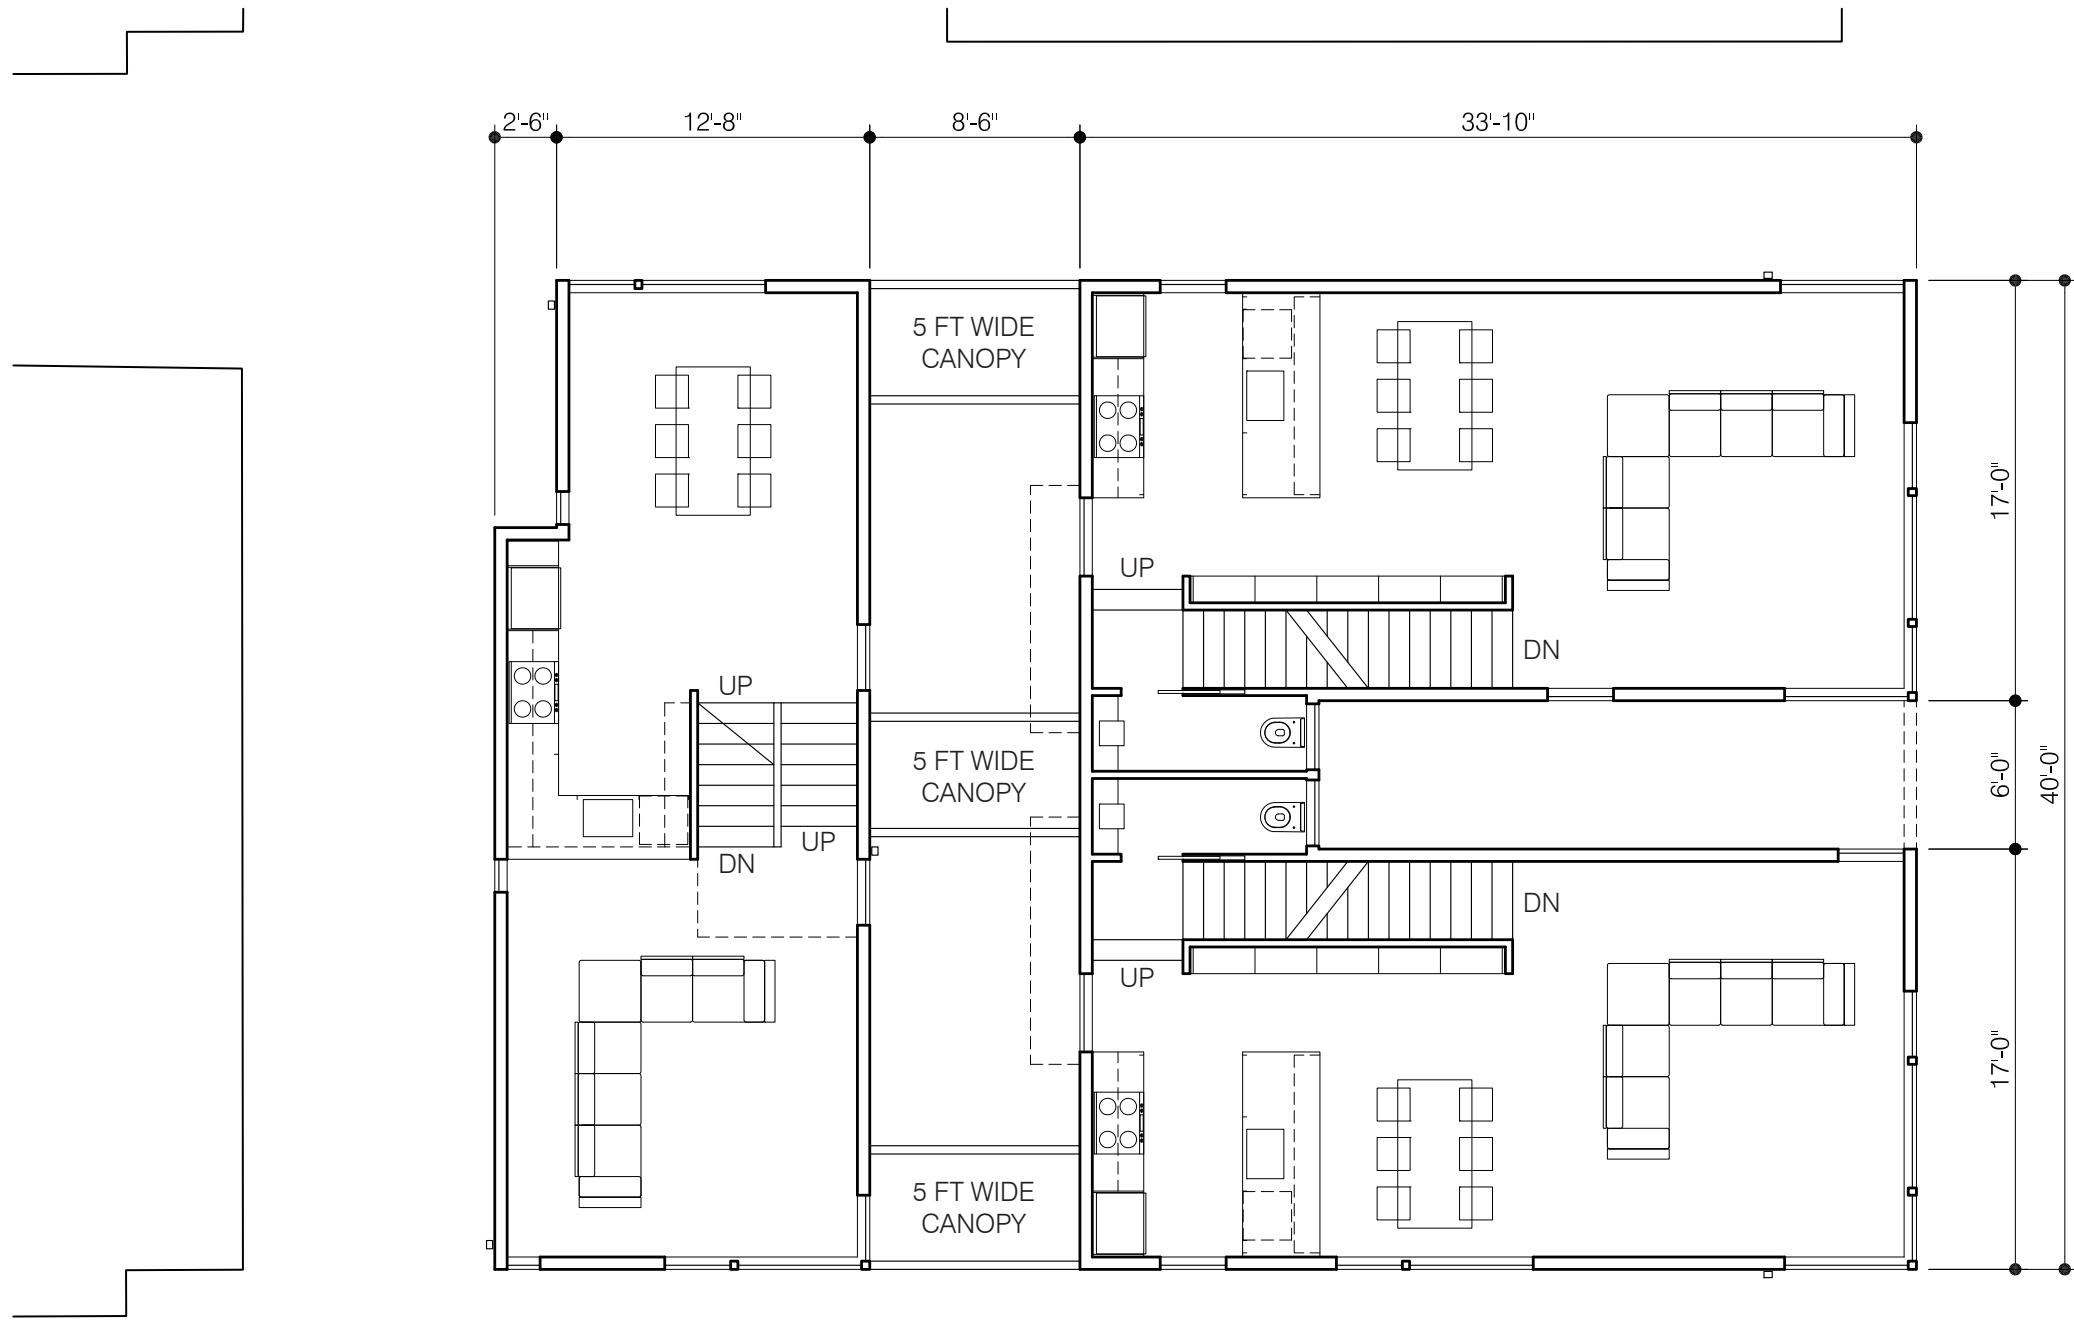 2'-6"
12'-8"
8'-6"
33'-10"
5 FT WIDE
CANOPY
17'-0"
UP
DN
UP
5 FT WIDE
CANOPY
6'-0"
40'-0"
UP
DN
DN
UP
17'-0"
5 FT WIDE
CANOPY